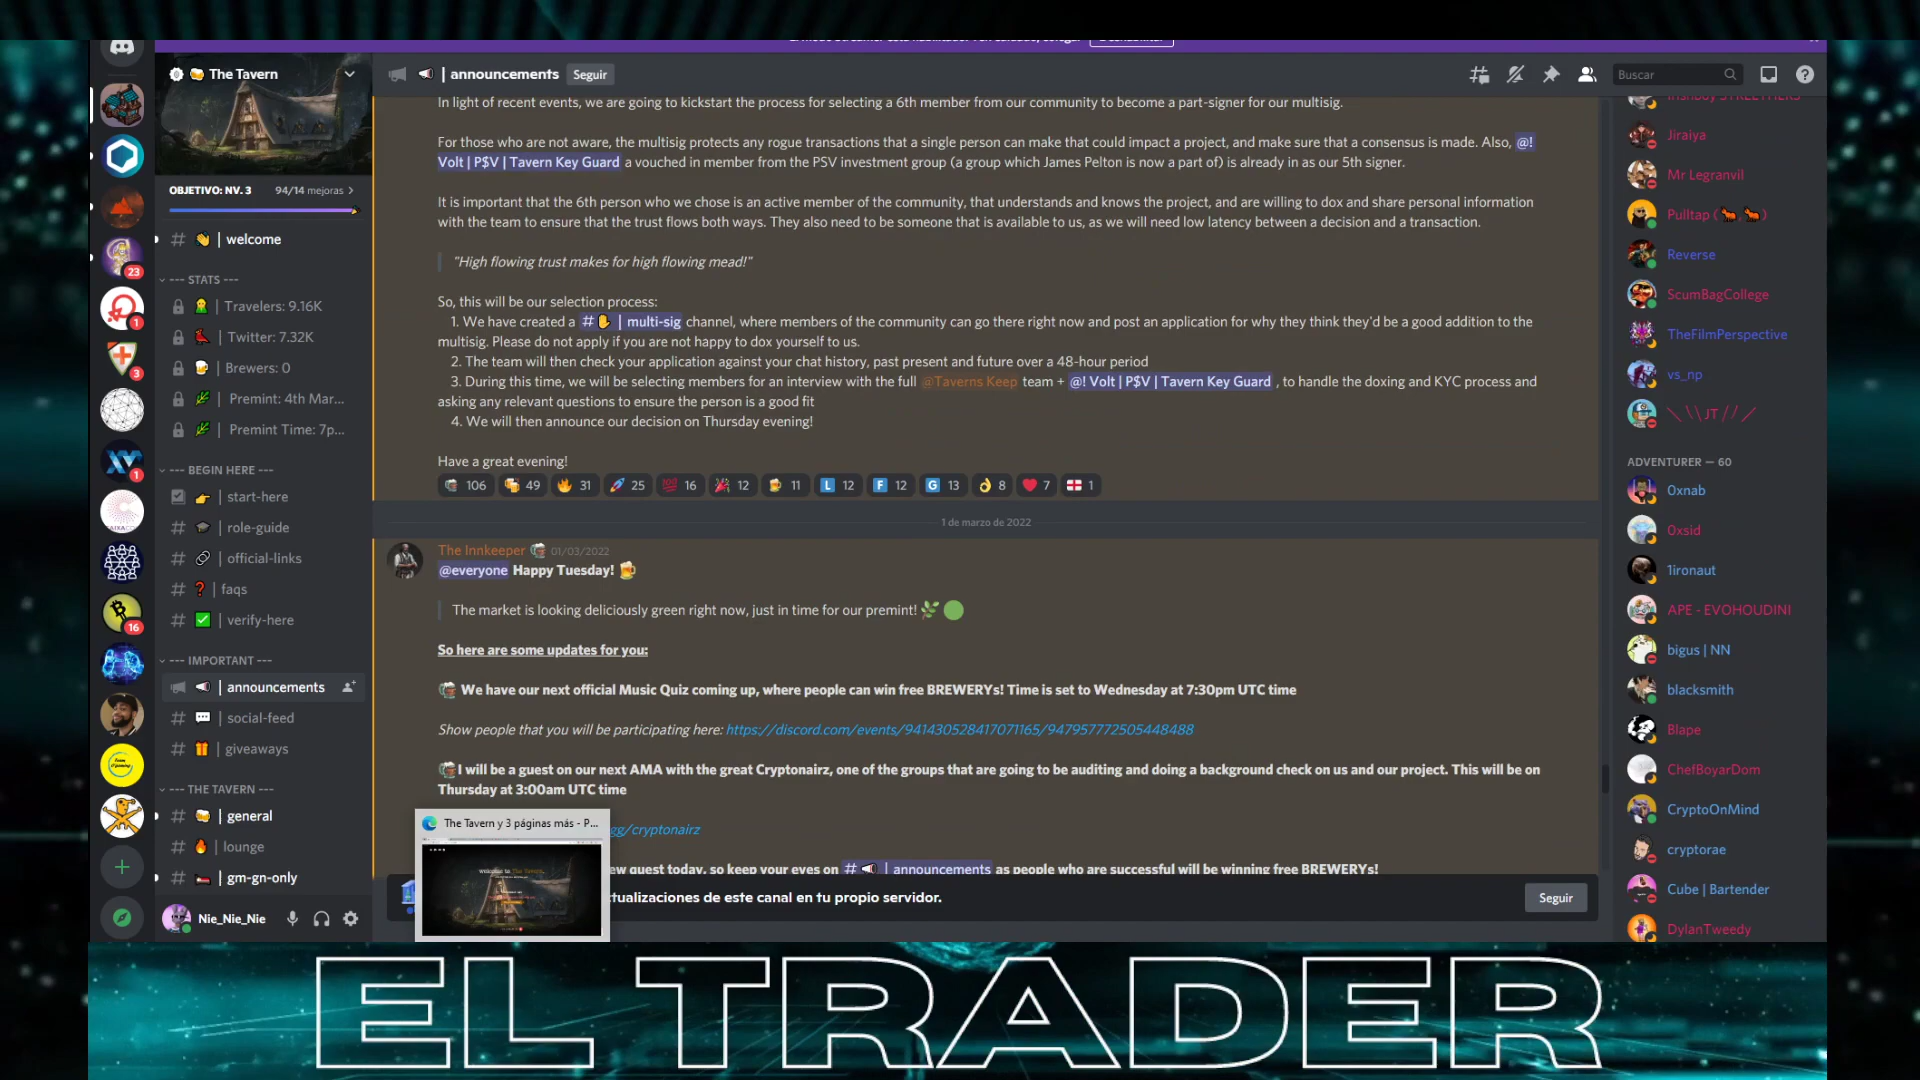 The Tavern
OBJETIVO: NV. 3
94/14 mejoras
welcome
--- STATS ---
| Travelers: 9.16K
| Twitter: 7.32K
| Brewers: 0
| Premint: 4th Mar...
| Premint Time: 7p...
--- BEGIN HERE ---
| start-here
| role-guide
| official-links
| faqs
| verify-here
--- IMPORTANT ---
| announcements
| social-feed
| giveaways
--- THE TAVERN ---
| general
| lounge
| gm-gn-only
Nie_Nie_Nie
23
1
3
1
16
| announcements
Seguir
Buscar
In light of recent events, we are going to kickstart the process for selecting a 6th member from our community to become a part-signer for our multisig.
For those who are not aware, the multisig protects any rogue transactions that a single person can make that could impact a project, and make sure that a consensus is made. Also, @!
Volt | P$V | Tavern Key Guard a vouched in member from the PSV investment group (a group which James Pelton is now a part of) is already in as our 5th signer.
It is important that the 6th person who we chose is an active member of the community, that understands and knows the project, and are willing to dox and share personal information
with the team to ensure that the trust flows both ways. They also need to be someone that is available to us, as we will need low latency between a decision and a transaction.
"High flowing trust makes for high flowing mead!"
So, this will be our selection process:
1. We have created a # | multi-sig channel, where members of the community can go there right now and post an application for why they think they'd be a good addition to the
multisig. Please do not apply if you are not happy to dox yourself to us.
2. The team will then check your application against your chat history, past present and future over a 48-hour period
3. During this time, we will be selecting members for an interview with the full @Taverns Keep team + @! Volt | P$V | Tavern Key Guard , to handle the doxing and KYC process and
asking any relevant questions to ensure the person is a good fit
4. We will then announce our decision on Thursday evening!
Have a great evening!
106 49 31 25 16 12 11 L 12 F 12 G 13 8 7 1
1 de marzo de 2022
The Innkeeper 01/03/2022
@everyone Happy Tuesday!
The market is looking deliciously green right now, just in time for our premint!
So here are some updates for you:
We have our next official Music Quiz coming up, where people can win free BREWERYs! Time is set to Wednesday at 7:30pm UTC time
Show people that you will be participating here: https://discord.com/events/941430528417071165/947957772505448488
I will be a guest on our next AMA with the great Cryptonairz, one of the groups that are going to be auditing and doing a background check on us and our project. This will be on
Thursday at 3:00am UTC time
gg/cryptonairz
ew quest today, so keep your eyes on # | announcements as people who are successful will be winning free BREWERYs!
The Tavern y 3 páginas más - P...
Welcome to The Tavern
tualizaciones de este canal en tu propio servidor.
Seguir
Jiraiya
Mr Legranvil
Pulltap ( , )
Reverse
ScumBagCollege
TheFilmPerspective
vs_np
＼ \\ JT // ／
ADVENTURER — 60
0xnab
0xsid
1ironaut
APE - EVOHOUDINI
bigus | NN
blacksmith
Blape
ChefBoyarDom
CryptoOnMind
cryptorae
Cube | Bartender
DylanTweedy
EL TRADER